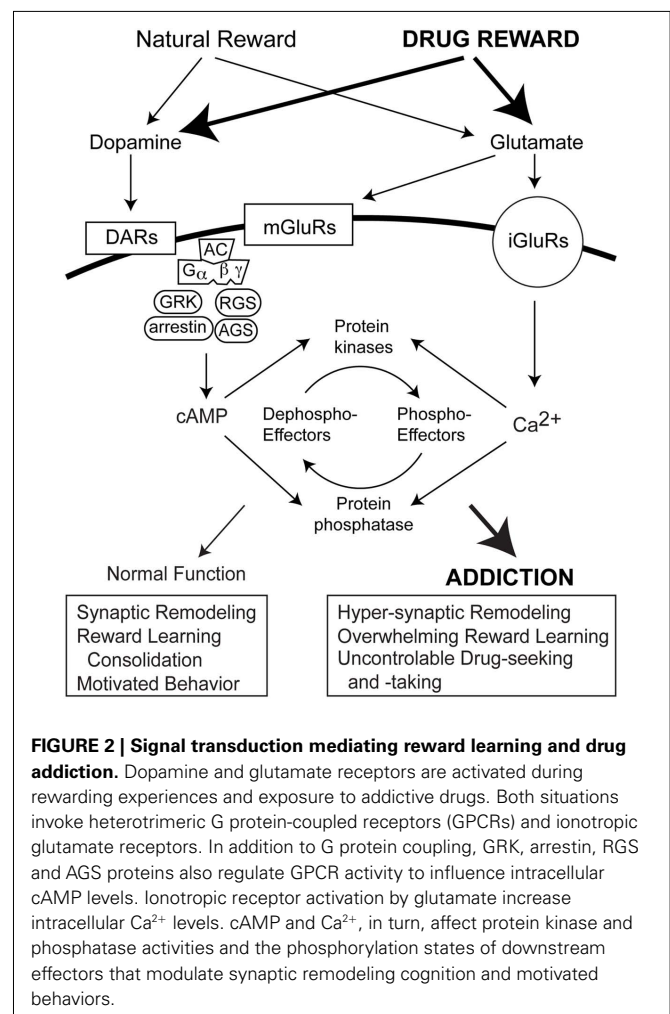 Natural Reward DRUG REWARD
Dopamine Glutamate
DARs mGluRs iGluRs
AC
Gα β γ
GRK RGS
arrestin AGS
Protein
kinases
cAMP Dephospho- Phospho- Ca2+
Effectors Effectors
Protein
phosphatase
Normal Function ADDICTION
Synaptic Remodeling
Reward Learning
Consolidation
Motivated Behavior
Hyper-synaptic Remodeling
Overwhelming Reward Learning
Uncontrolable Drug-seeking
and -taking
FIGURE 2 | Signal transduction mediating reward learning and drug
addiction. Dopamine and glutamate receptors are activated during
rewarding experiences and exposure to addictive drugs. Both situations
invoke heterotrimeric G protein-coupled receptors (GPCRs) and ionotropic
glutamate receptors. In addition to G protein coupling, GRK, arrestin, RGS
and AGS proteins also regulate GPCR activity to influence intracellular
cAMP levels. Ionotropic receptor activation by glutamate increase
intracellular Ca2+ levels. cAMP and Ca2+, in turn, affect protein kinase and
phosphatase activities and the phosphorylation states of downstream
effectors that modulate synaptic remodeling cognition and motivated
behaviors.